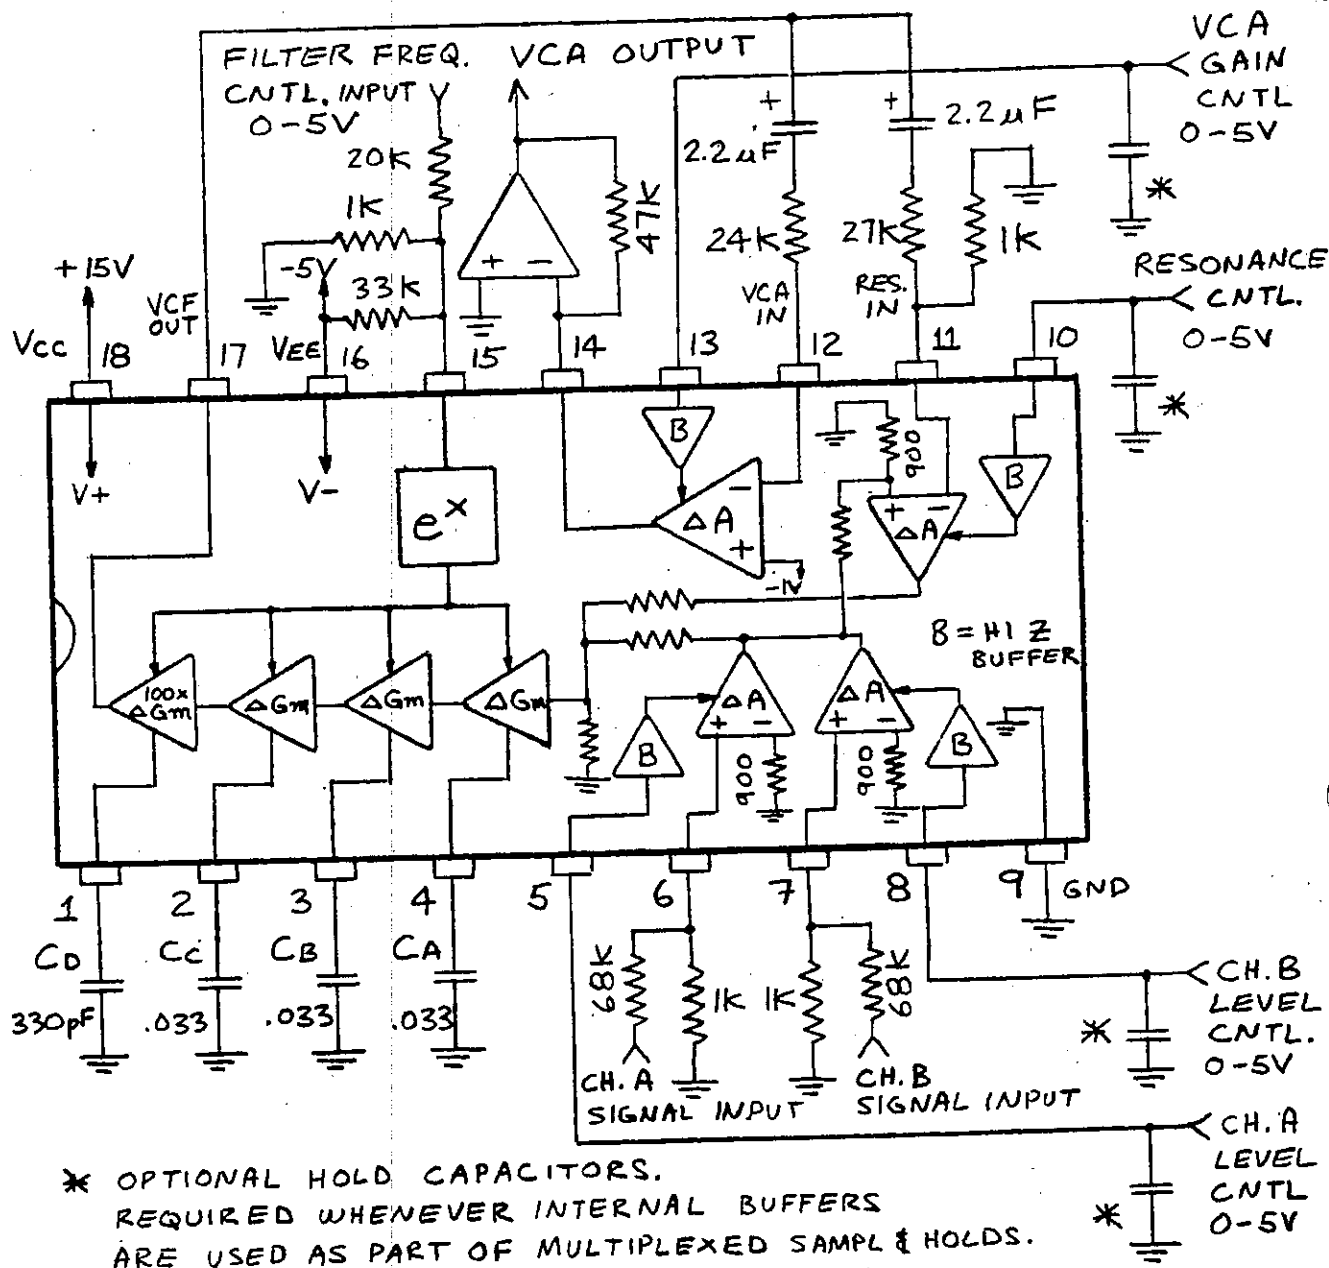 VCA
GAIN
CNTL
0-5V
FILTER FREQ.
CNTL. INPUT
0-5V
VCA OUTPUT
+
2.2µF
+
2.2µF
*
20K
1K
47K
24K
27K
1K
RESONANCE
CNTL.
0-5V
*
+15V
-5V
33K
+ -
VCF
OUT
VCA
IN
RES.
IN
VCC
18
17
VEE
16
15
14
13
12
11
10
V+
V-
e^x
B
ΔA
-
+
-1V
900
+ -
ΔA
B
B = HI Z
BUFFER
100x
ΔGm
ΔGm
ΔGm
ΔGm
B
ΔA
+ -
900
ΔA
+ -
900
B
1
2
3
4
5
6
7
8
9
GND
CD
CC
CB
CA
330pF
.033
.033
.033
68K
1K
1K
68K
CH. A
SIGNAL INPUT
CH. B
SIGNAL INPUT
*
CH. B
LEVEL
CNTL.
0-5V
*
CH. A
LEVEL
CNTL
0-5V
* OPTIONAL HOLD CAPACITORS.
REQUIRED WHENEVER INTERNAL BUFFERS
ARE USED AS PART OF MULTIPLEXED SAMPL & HOLDS.